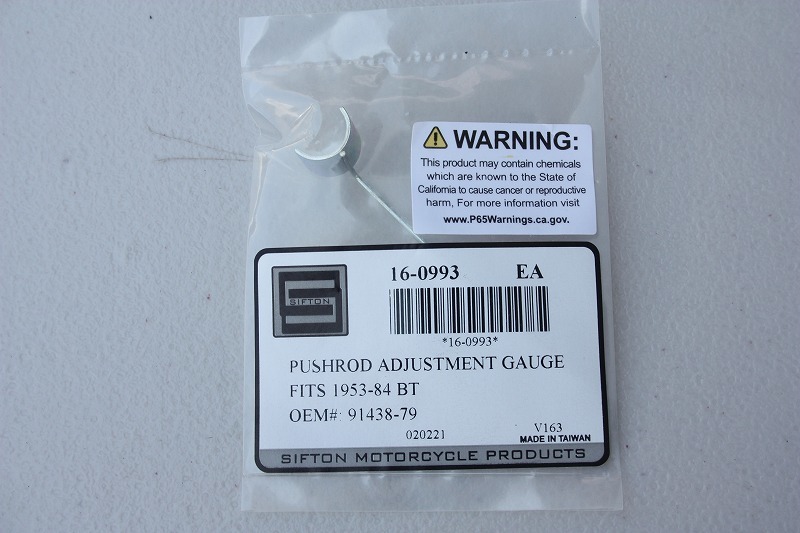 WARNING:
This product may contain chemicals
which are known to the State of
California to cause cancer or reproductive
harm, For more information visit
www.P65Warnings.ca.gov.
SIFTON
16-0993 EA
*16-0993*
PUSHROD ADJUSTMENT GAUGE
FITS 1953-84 BT
OEM#: 91438-79
020221 V163
MADE IN TAIWAN
SIFTON MOTORCYCLE PRODUCTS